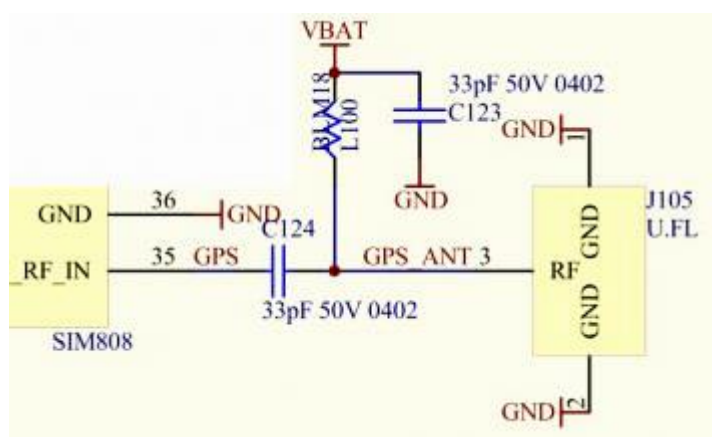 VBAT
BLM18
L100
33pF 50V 0402
C123
GND
GND
1
GND
36
GND
C124
_RF_IN
35
GPS
33pF 50V 0402
GPS_ANT
3
RF
GND
GND
J105
U.FL
SIM808
GND
2